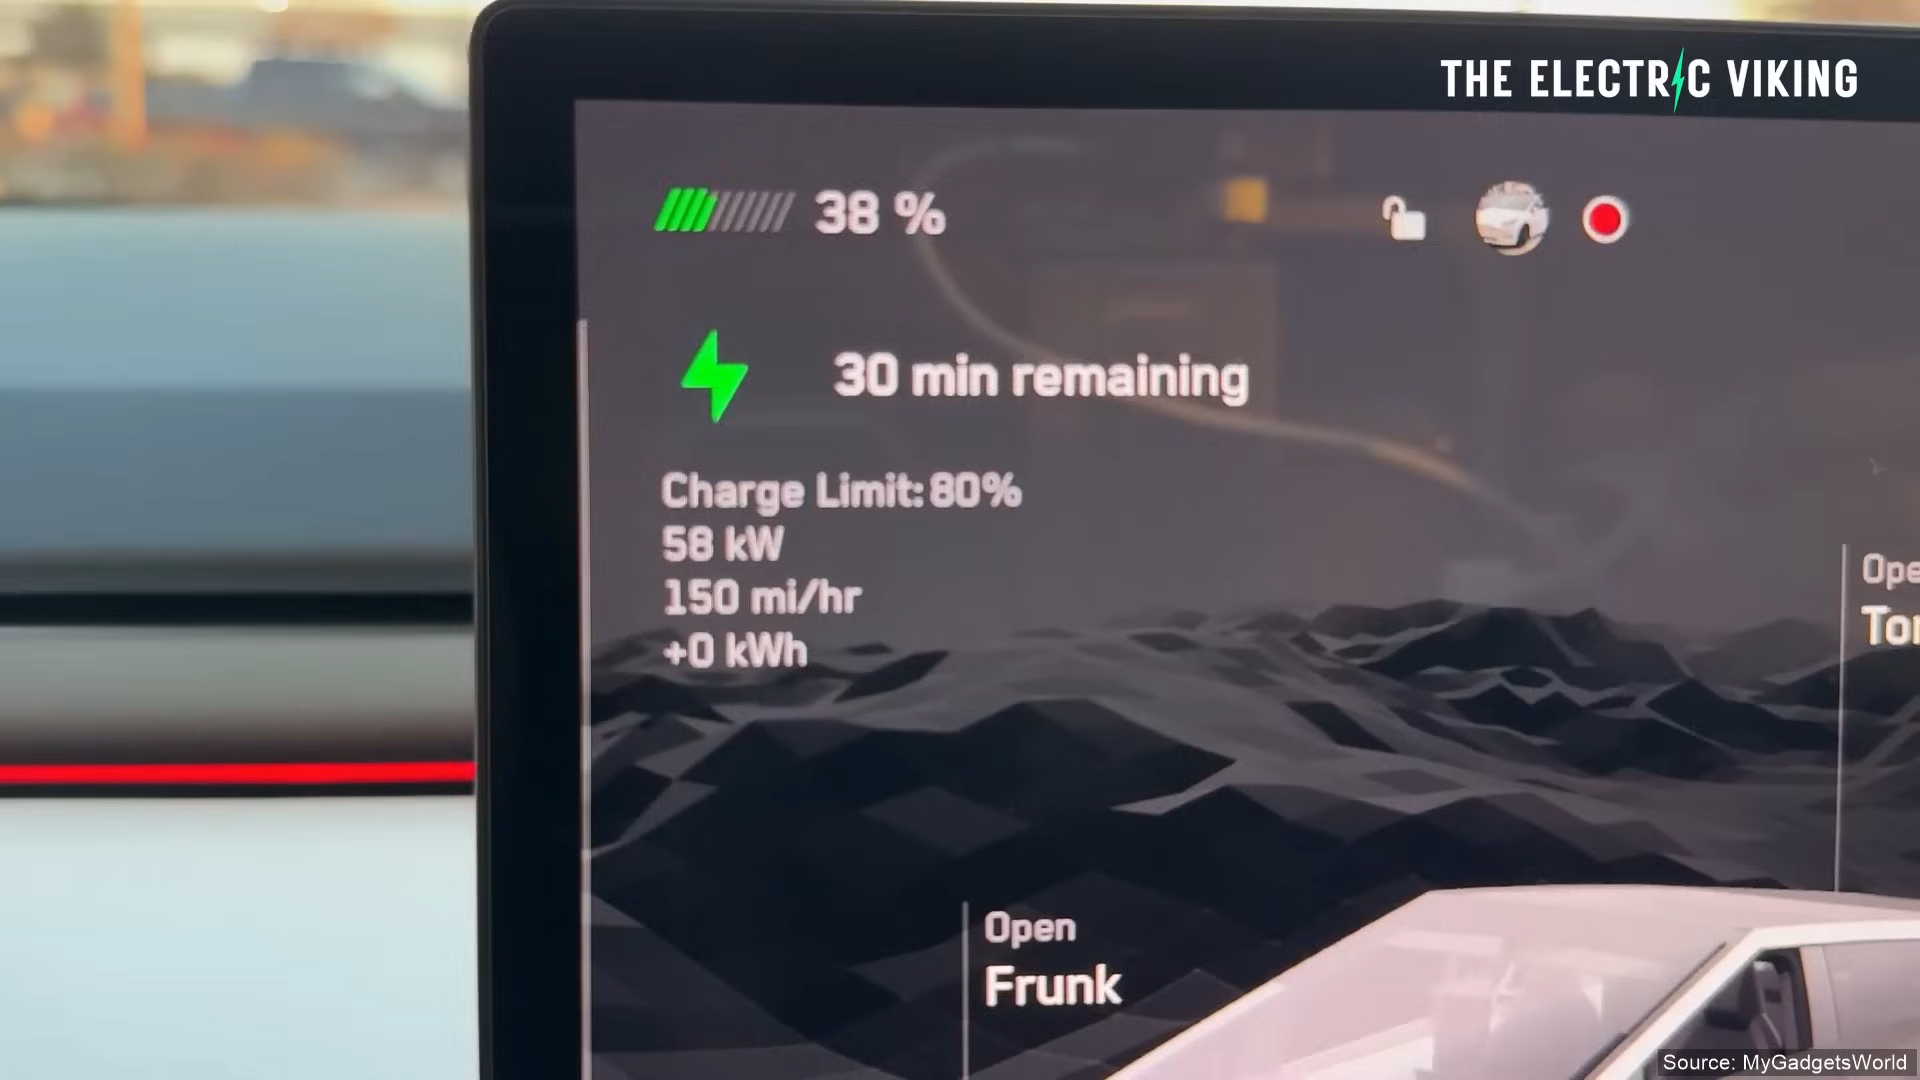 THE ELECTRIC VIKING
38 %
30 min remaining
Charge Limit: 80%
58 kW
150 mi/hr
+0 kWh
Open
Frunk
Source: MyGadgetsWorld